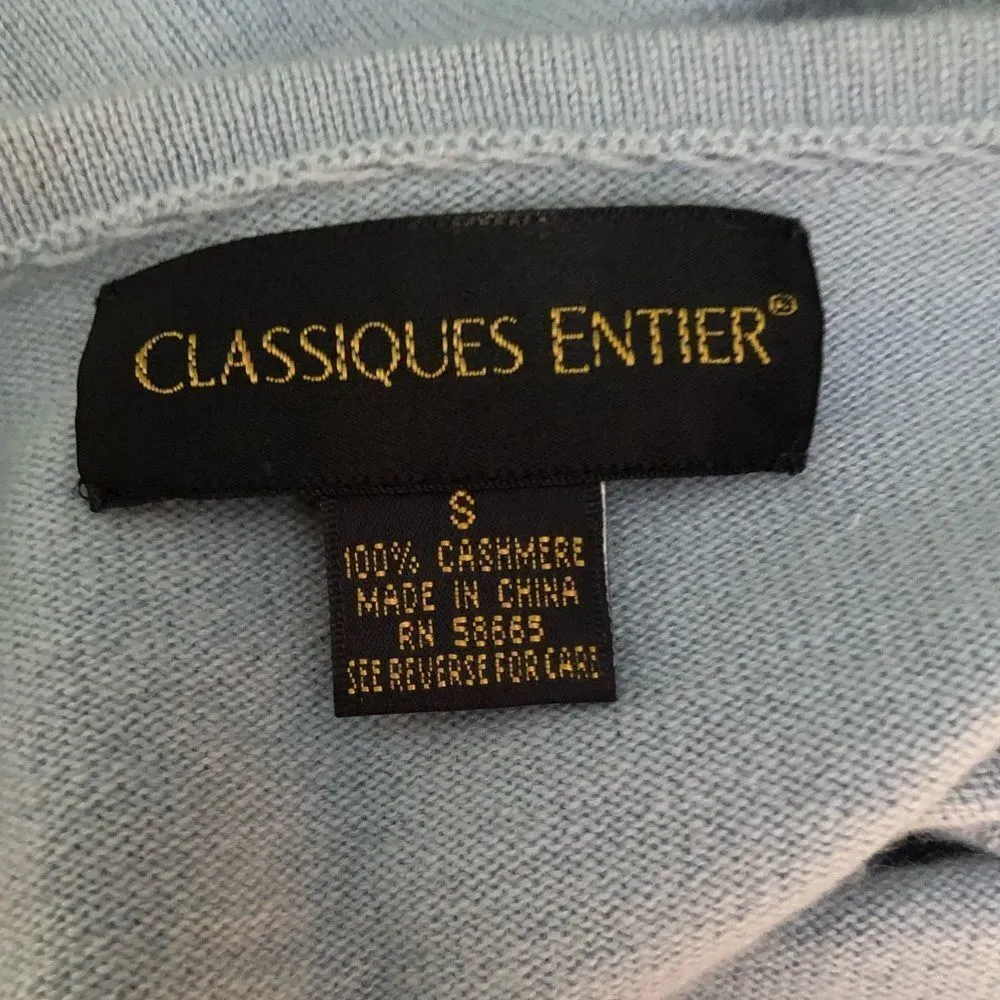 CLASSIQUES ENTIER®
S
100% CASHMERE
MADE IN CHINA
RN 58665
SEE REVERSE FOR CARE